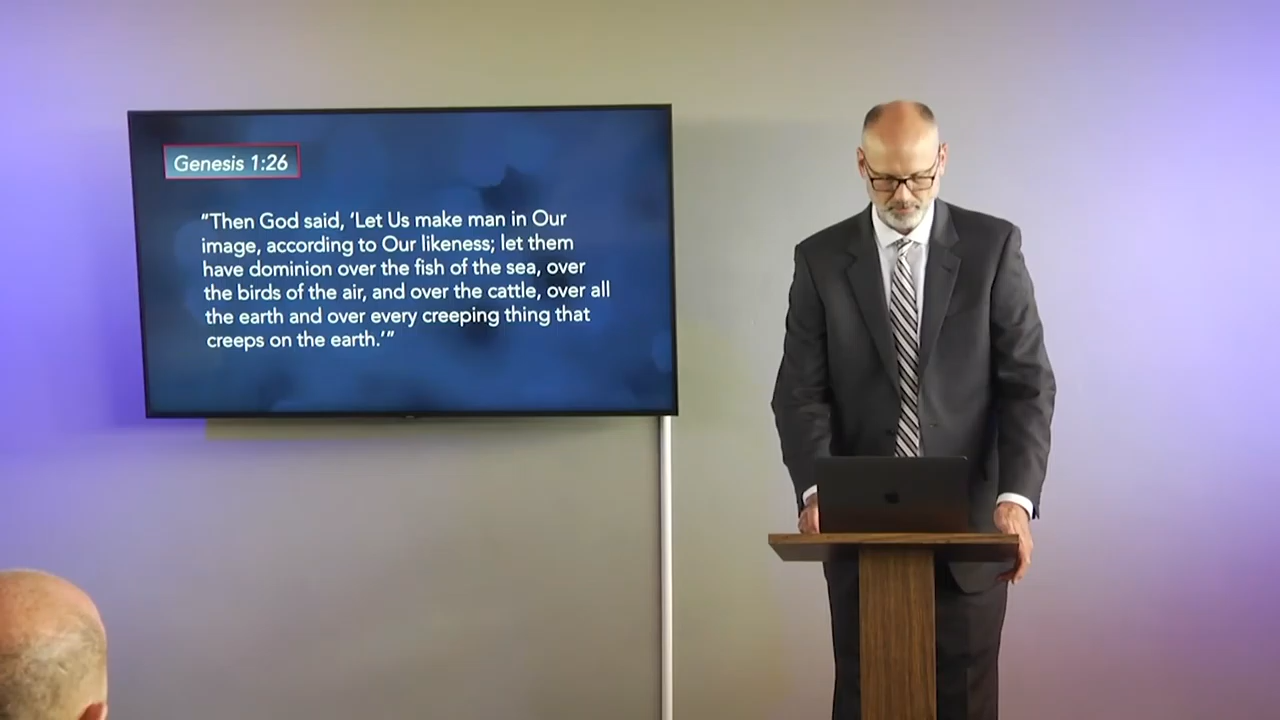 Genesis 1:26
“Then God said, ‘Let Us make man in Our
image, according to Our likeness; let them
have dominion over the fish of the sea, over
the birds of the air, and over the cattle, over all
the earth and over every creeping thing that
creeps on the earth.’”